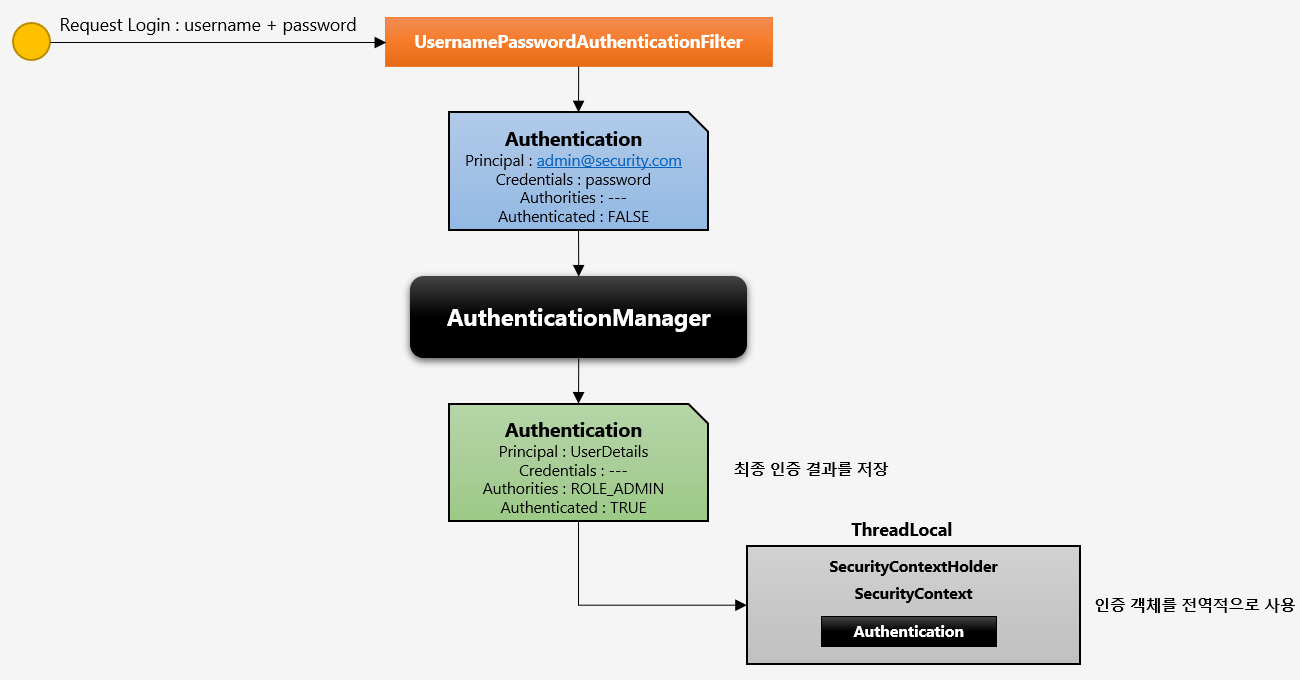 Request Login : username + password
UsernamePasswordAuthenticationFilter
Authentication
Principal : admin@security.com
Credentials : password
Authorities : ---
Authenticated : FALSE
AuthenticationManager
Authentication
Principal : UserDetails
Credentials : ---
Authorities : ROLE_ADMIN
Authenticated : TRUE
최종 인증 결과를 저장
ThreadLocal
SecurityContextHolder
SecurityContext
Authentication
인증 객체를 전역적으로 사용